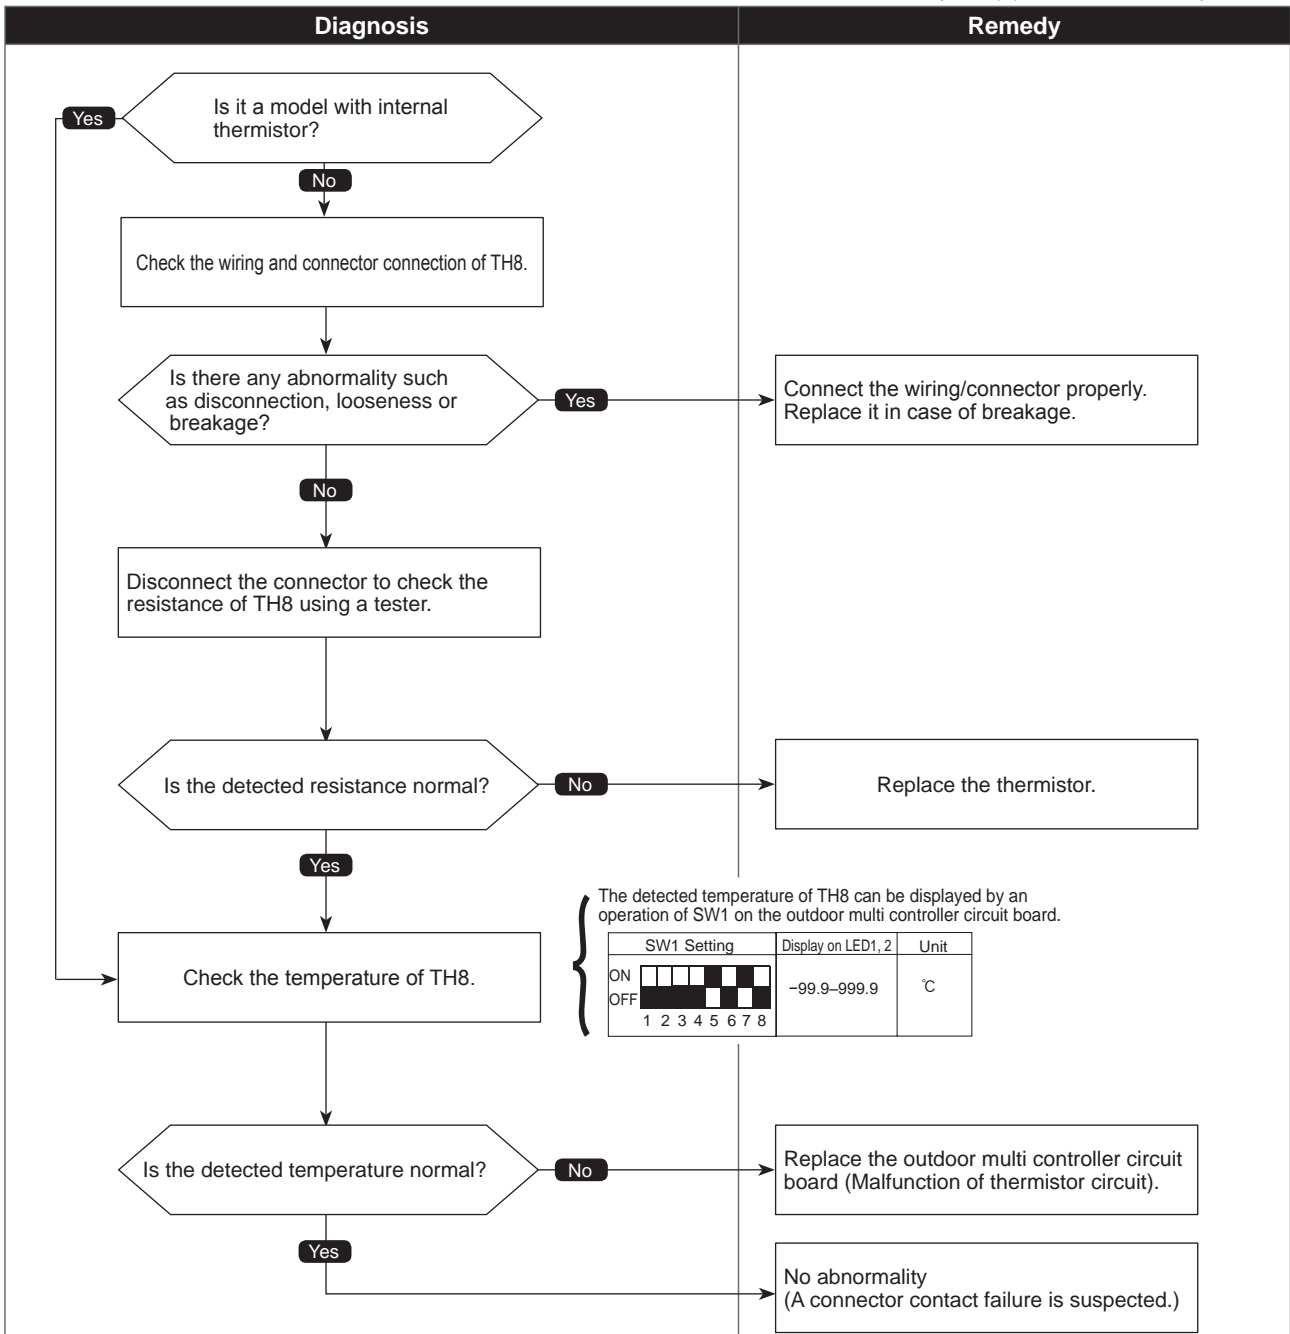 Diagnosis
Remedy
Is it a model with internal
thermistor?
Yes
No
Check the wiring and connector connection of TH8.
Is there any abnormality such
as disconnection, looseness or
breakage?
Yes
Connect the wiring/connector properly.
Replace it in case of breakage.
No
Disconnect the connector to check the
resistance of TH8 using a tester.
Is the detected resistance normal?
No
Replace the thermistor.
Yes
The detected temperature of TH8 can be displayed by an
operation of SW1 on the outdoor multi controller circuit board.
SW1 Setting
Display on LED1, 2
Unit
ON
OFF
1 2 3 4 5 6 7 8
−99.9–999.9
℃
Check the temperature of TH8.
Is the detected temperature normal?
No
Replace the outdoor multi controller circuit
board (Malfunction of thermistor circuit).
Yes
No abnormality
(A connector contact failure is suspected.)